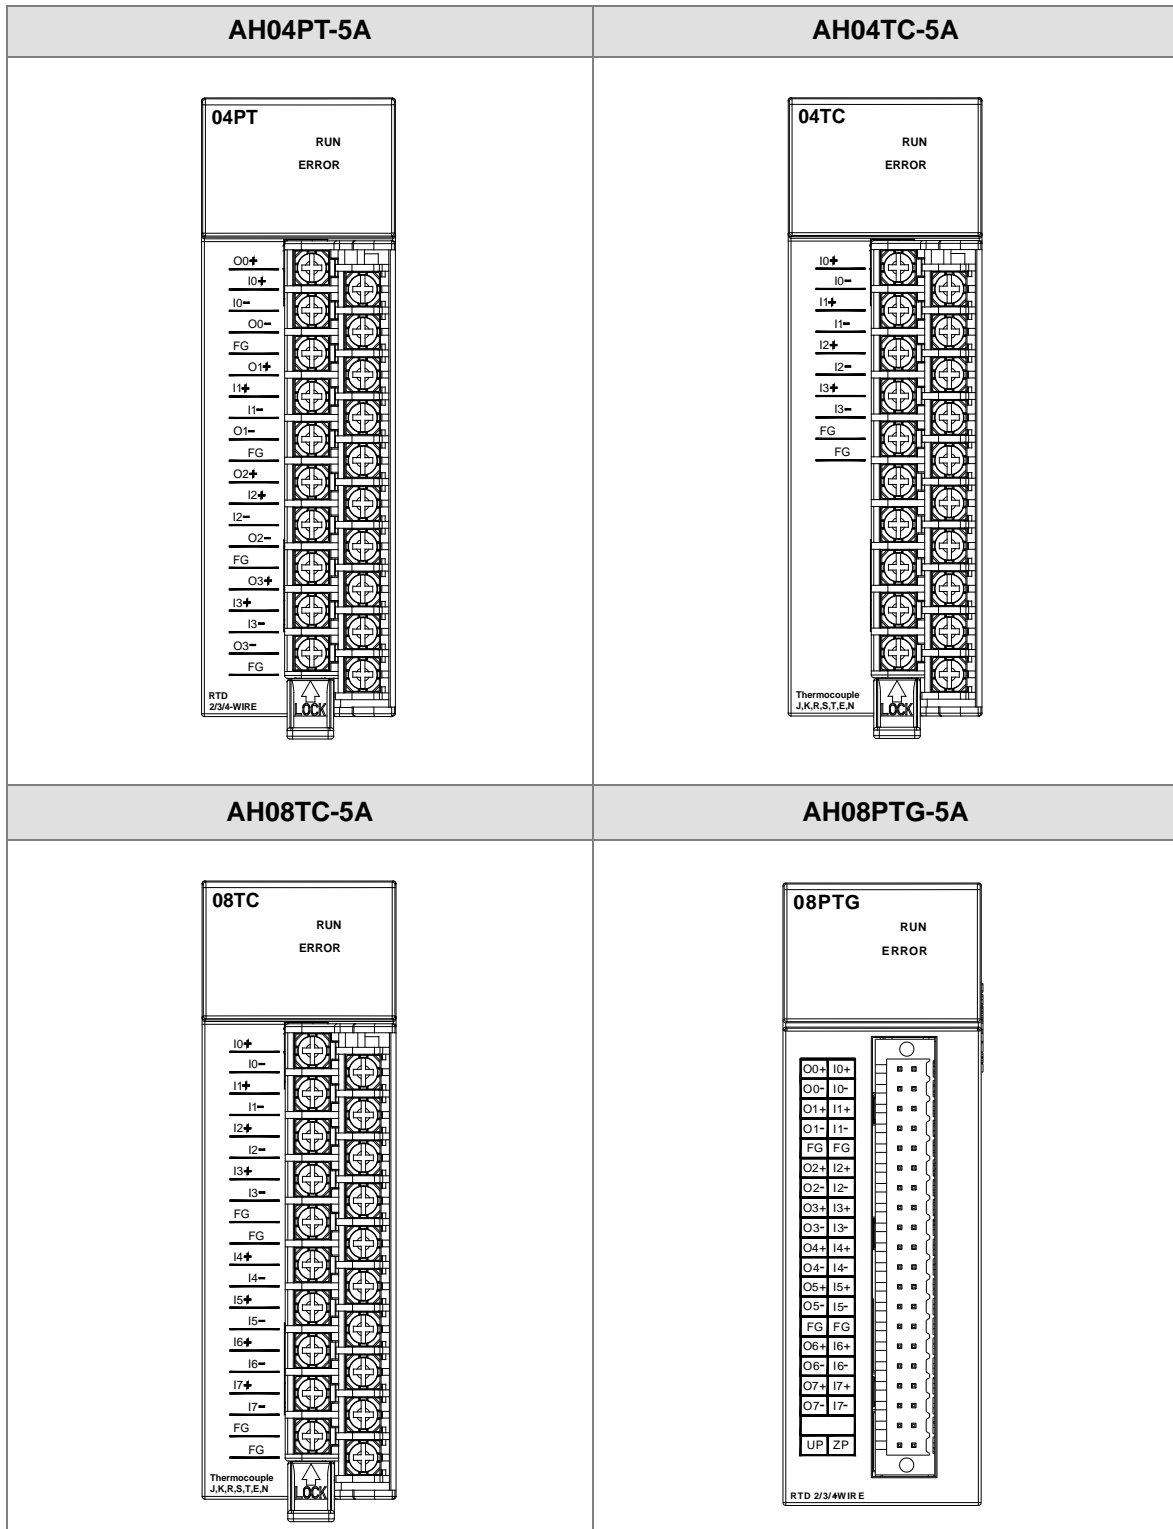 AH04PT-5A
AH04TC-5A
04PT
RUN
ERROR
O0+
I0+
I0-
O0-
FG
O1+
I1+
I1-
O1-
FG
O2+
I2+
I2-
O2-
FG
O3+
I3+
I3-
O3-
FG
RTD
2/3/4-WIRE
LOCK
04TC
RUN
ERROR
I0+
I0-
I1+
I1-
I2+
I2-
I3+
I3-
FG
FG
Thermocouple
J,K,R,S,T,E,N
LOCK
AH08TC-5A
AH08PTG-5A
08TC
RUN
ERROR
I0+
I0-
I1+
I1-
I2+
I2-
I3+
I3-
FG
FG
I4+
I4-
I5+
I5-
I6+
I6-
I7+
I7-
FG
FG
Thermocouple
J,K,R,S,T,E,N
LOCK
08PTG
RUN
ERROR
O0+ I0+
O0- I0-
O1+ I1+
O1- I1-
FG FG
O2+ I2+
O2- I2-
O3+ I3+
O3- I3-
O4+ I4+
O4- I4-
O5+ I5+
O5- I5-
FG FG
O6+ I6+
O6- I6-
O7+ I7+
O7- I7-
UP ZP
RTD 2/3/4WIRE